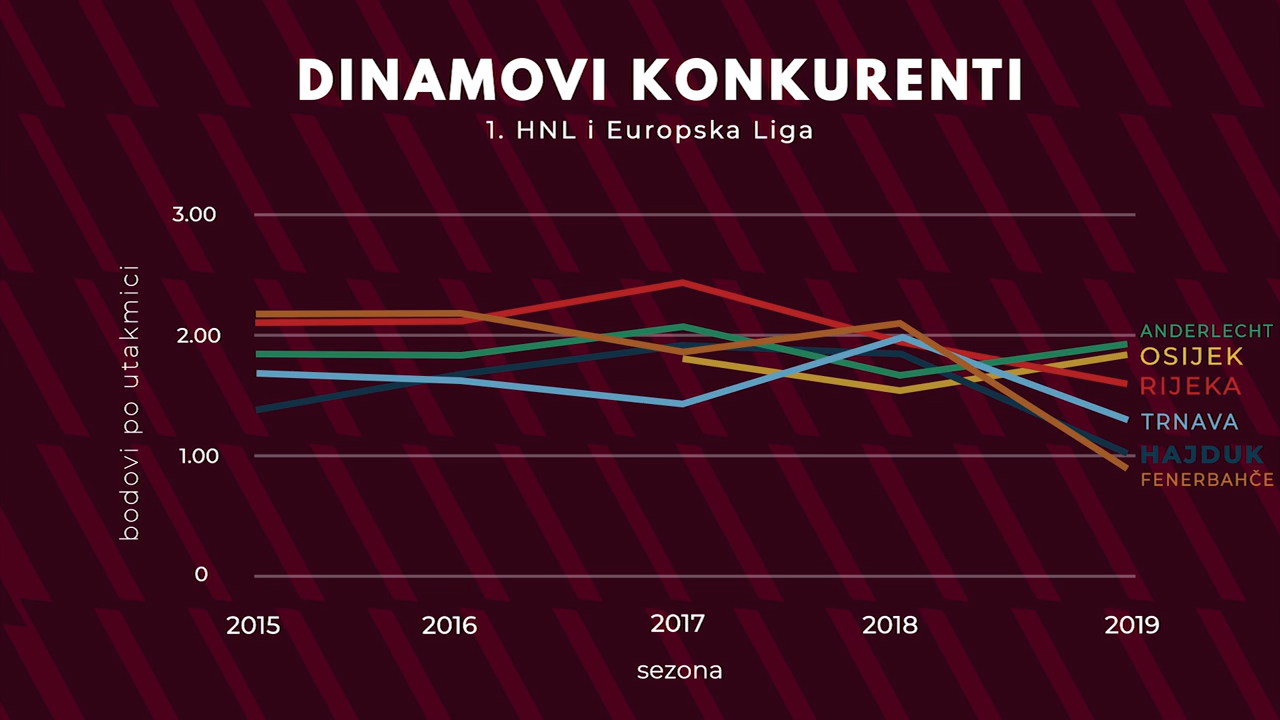 DINAMOVI KONKURENTI
1. HNL i Europska Liga
bodovi po utakmici
3.00
2.00
1.00
0
2015
2016
2017
2018
2019
sezona
ANDERLECHT
OSIJEK
RIJEKA
TRNAVA
HAJDUK
FENERBAHČE